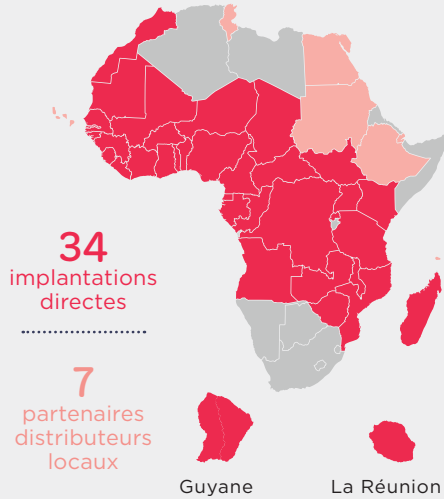 34
implantations
directes
7
partenaires
distributeurs
locaux
Guyane
La Réunion